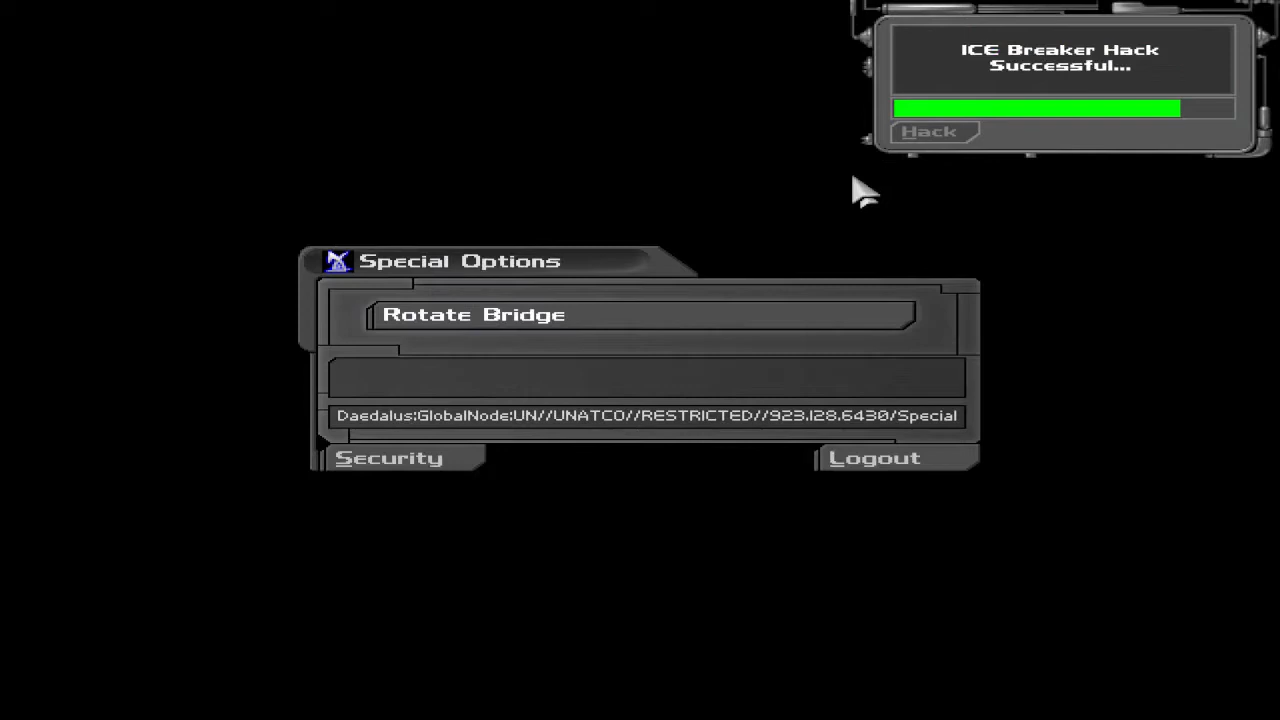 ICE Breaker Hack
Successful...
Hack
Special Options
Rotate Bridge
Daedalus:GlobalNode:UN//UNATCO//RESTRICTED//923.128.6430/Special
Security
Logout